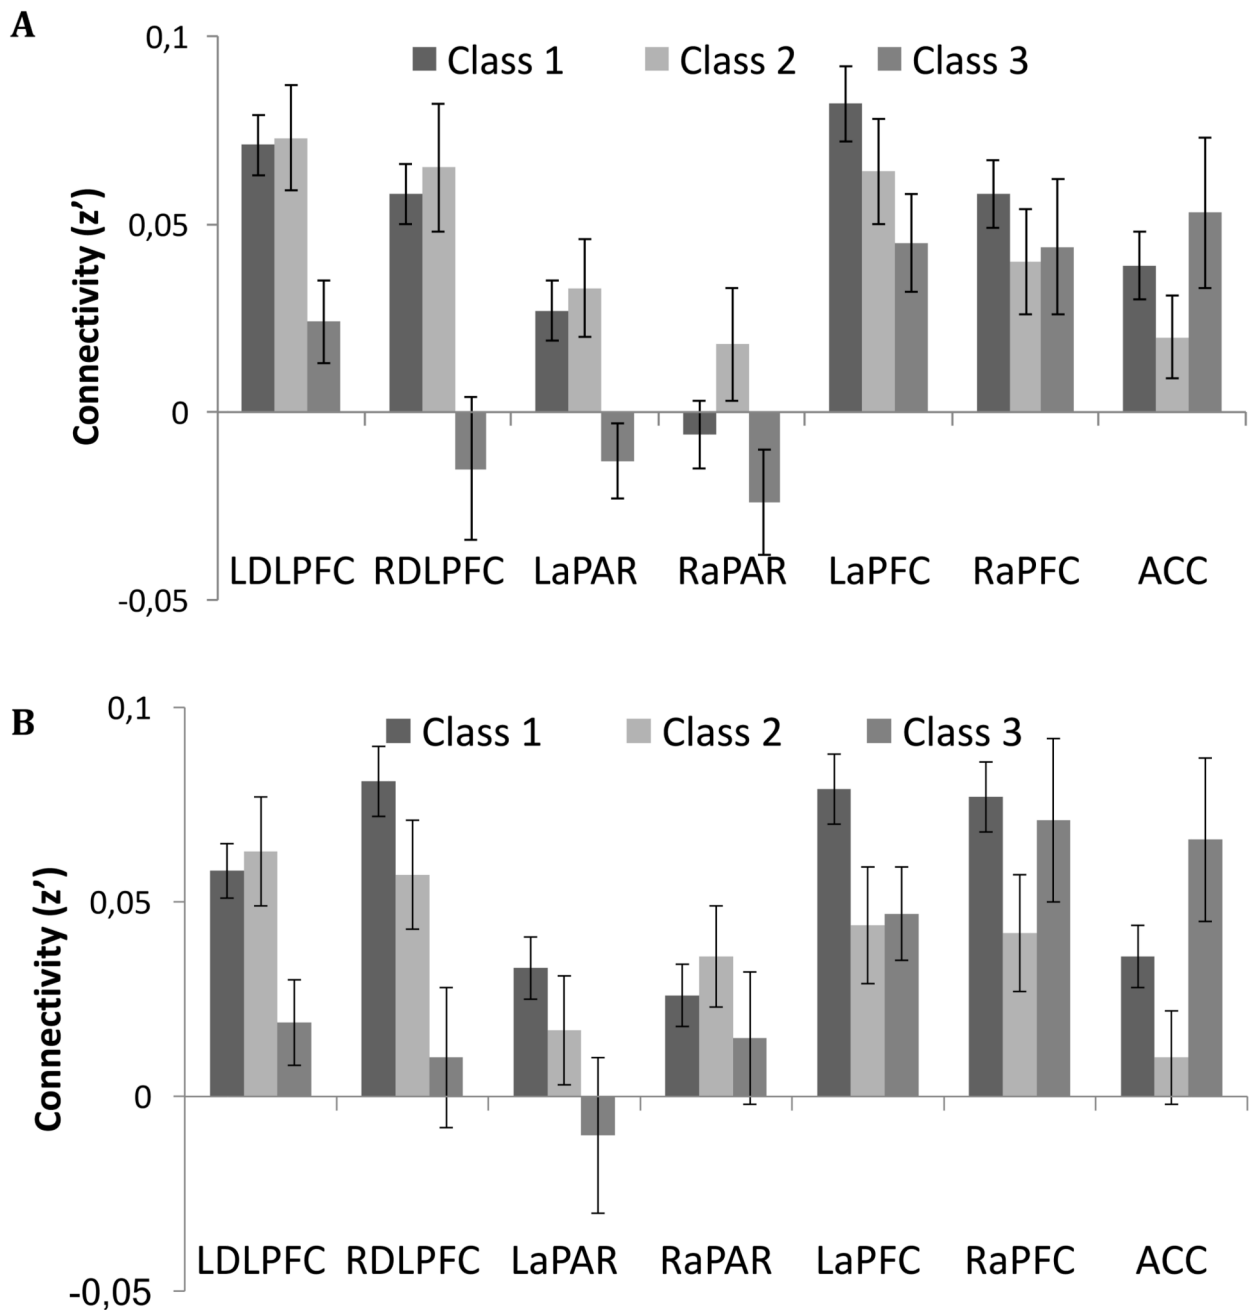 A
0,1
Class 1 Class 2 Class 3
Connectivity (z’)
0,05
0
LDLPFC RDLPFC LaPAR RaPAR LaPFC RaPFC ACC
-0,05
B
0,1
Class 1 Class 2 Class 3
Connectivity (z’)
0,05
0
LDLPFC RDLPFC LaPAR RaPAR LaPFC RaPFC ACC
-0,05